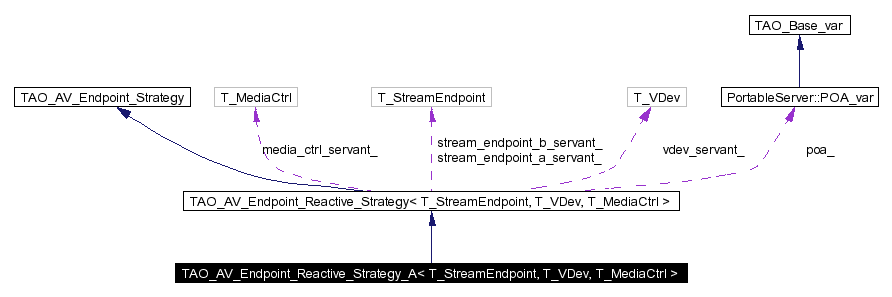 TAO_Base_var
TAO_AV_Endpoint_Strategy
T_MediaCtrl
T_StreamEndpoint
T_VDev
PortableServer::POA_var
media_ctrl_servant_
stream_endpoint_b_servant_
stream_endpoint_a_servant_
vdev_servant_
poa_
TAO_AV_Endpoint_Reactive_Strategy< T_StreamEndpoint, T_VDev, T_MediaCtrl >
TAO_AV_Endpoint_Reactive_Strategy_A< T_StreamEndpoint, T_VDev, T_MediaCtrl >